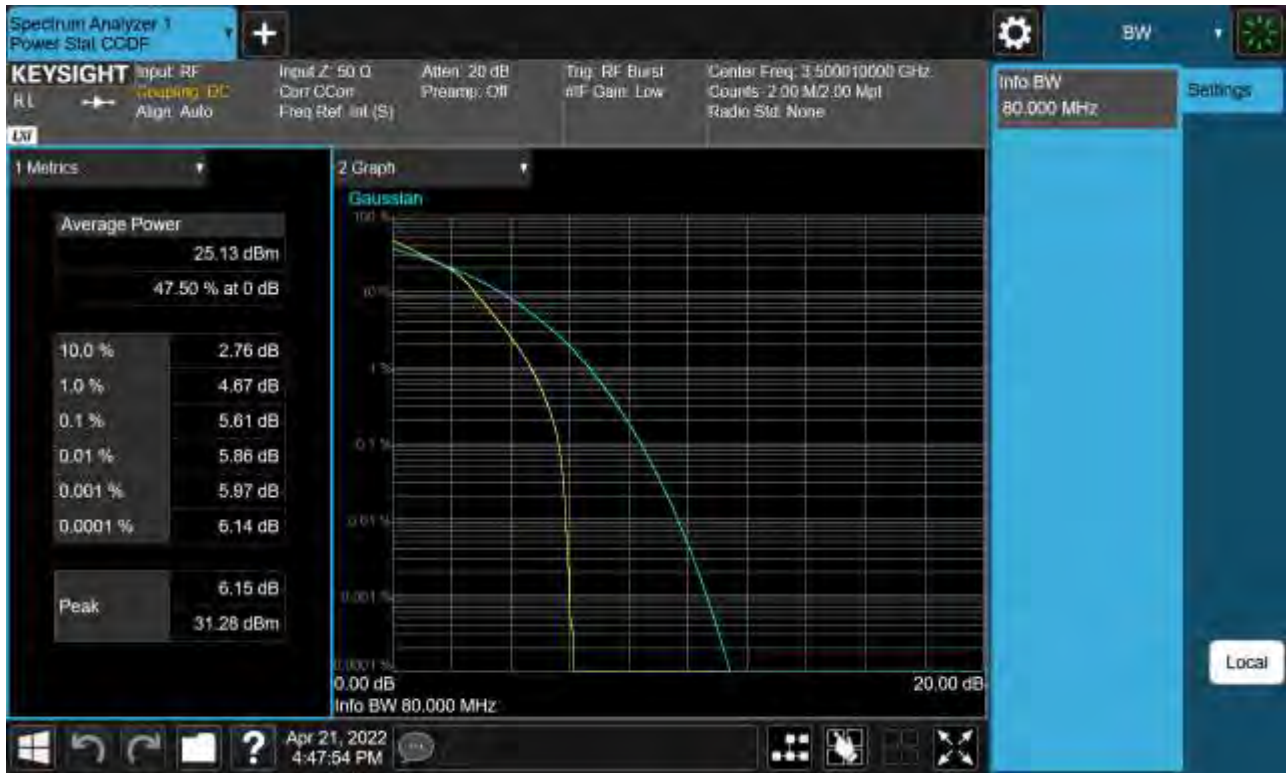 Spectrum Analyzer 1
Power Stat CCDF
BW
KEYSIGHT
Input: RF
Input Z: 50 Ω
Atten: 20 dB
Trig: RF Burst
Center Freq: 3.500010000 GHz
Info BW
Settings
RL
Coupling: DC
Corr CCorr
Preamp: Off
#IF Gain: Low
Counts: 2.00 M/2.00 Mpt
80.000 MHz
Align: Auto
Freq Ref: Int (S)
Radio Std: None
1 Metrics
2 Graph
Gaussian
100 %
Average Power
25.13 dBm
47.50 % at 0 dB
10 %
10.0 %
2.76 dB
1.0 %
4.67 dB
1 %
0.1 %
5.61 dB
0.01 %
5.86 dB
0.1 %
0.001 %
5.97 dB
0.0001 %
6.14 dB
0.01 %
Peak
6.15 dB
31.28 dBm
0.001 %
0.0001 %
0.00 dB
20.00 dB
Info BW 80.000 MHz
Local
?
Apr 21, 2022
4:47:54 PM